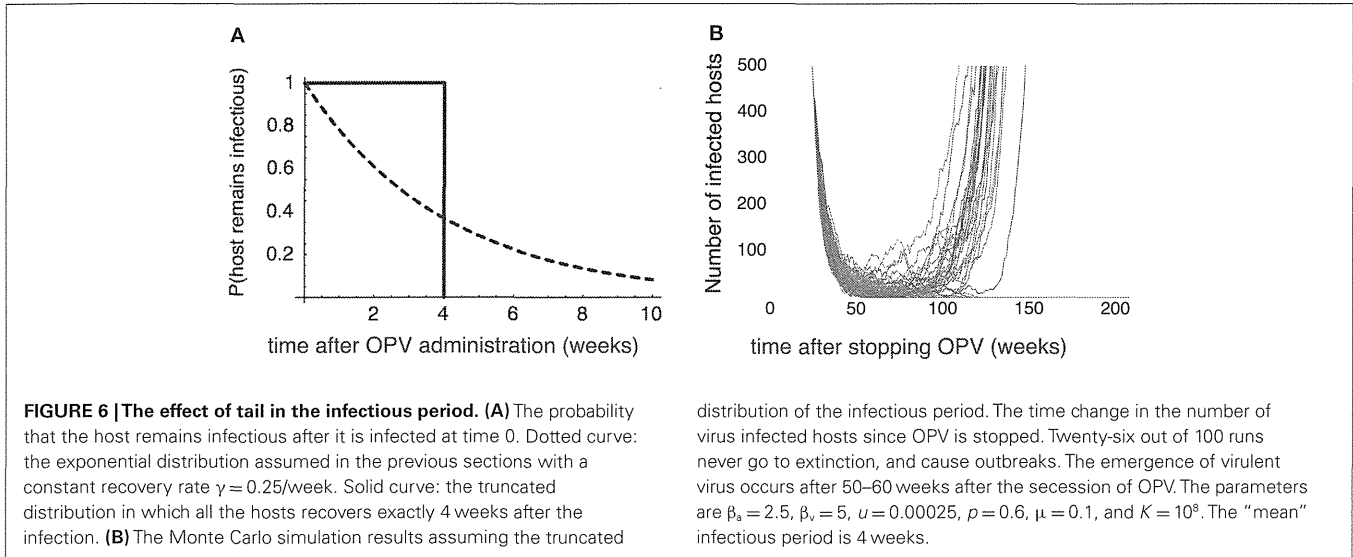 A
P(host remains infectious)
1
0.8
0.6
0.4
0.2
2 4 6 8 10
time after OPV administration (weeks)
B
Number of infected hosts
500
400
300
200
100
0 50 100 150 200
time after stopping OPV (weeks)
FIGURE 6 | The effect of tail in the infectious period. (A) The probability
that the host remains infectious after it is infected at time 0. Dotted curve:
the exponential distribution assumed in the previous sections with a
constant recovery rate γ = 0.25/week. Solid curve: the truncated
distribution in which all the hosts recovers exactly 4 weeks after the
infection. (B) The Monte Carlo simulation results assuming the truncated
distribution of the infectious period. The time change in the number of
virus infected hosts since OPV is stopped. Twenty-six out of 100 runs
never go to extinction, and cause outbreaks. The emergence of virulent
virus occurs after 50–60 weeks after the secession of OPV. The parameters
are βa = 2.5, βv = 5, u = 0.00025, p = 0.6, μ = 0.1, and K = 10⁸. The “mean”
infectious period is 4 weeks.